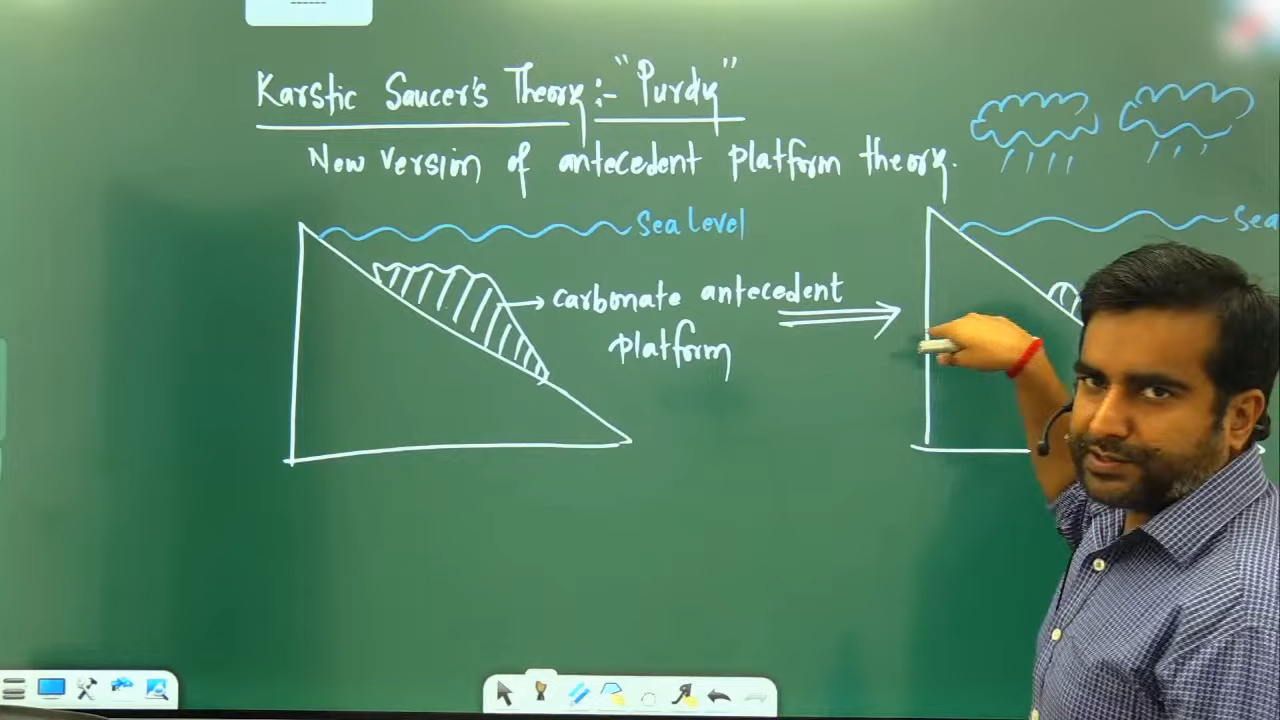 Karstic Saucer's Theory :- "Purdy"
New version of antecedent platform theory.
Sea level
Sea
carbonate antecedent
platform